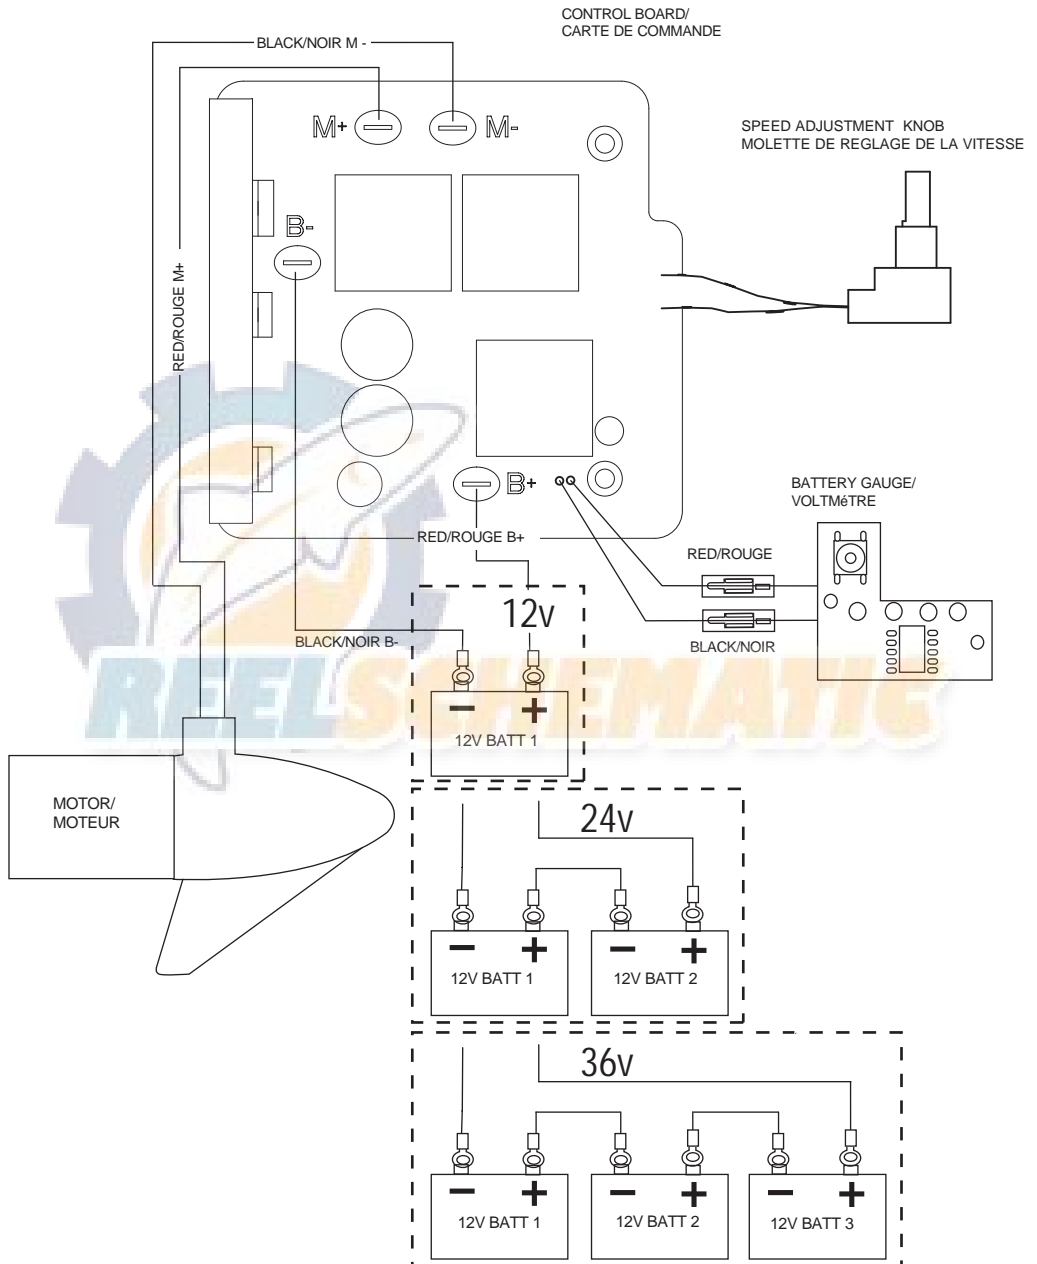 CONTROL BOARD/
CARTE DE COMMANDE
BLACK/NOIR M -
M+
M-
SPEED ADJUSTMENT KNOB
MOLETTE DE REGLAGE DE LA VITESSE
B-
RED/ROUGE M+
B+
BATTERY GAUGE/
VOLTMéTRE
RED/ROUGE B+
RED/ROUGE
12v
BLACK/NOIR B-
BLACK/NOIR
REELSCHEMATIC
- +
12V BATT 1
MOTOR/
MOTEUR
24v
- + - +
12V BATT 1
12V BATT 2
36v
- + - + - +
12V BATT 1
12V BATT 2
12V BATT 3